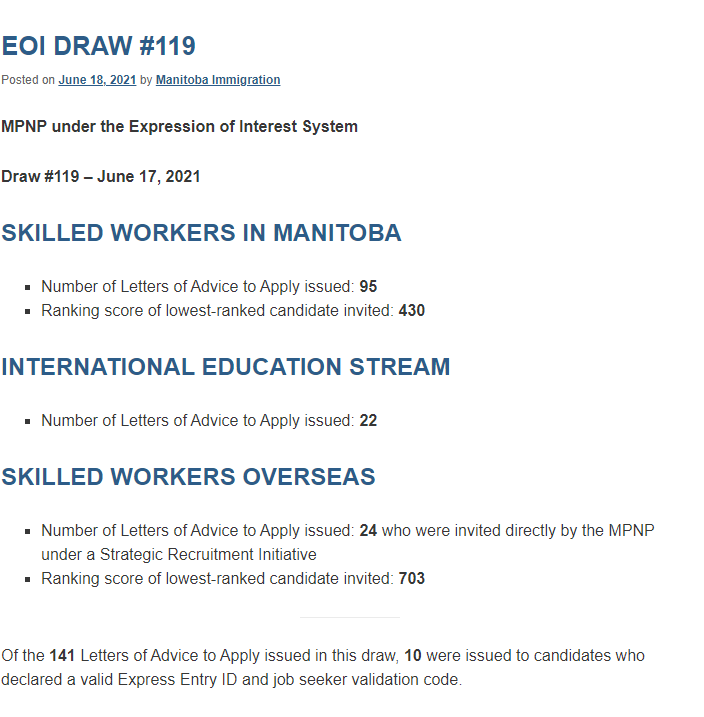 EOI DRAW #119
Posted on June 18, 2021 by Manitoba Immigration
MPNP under the Expression of Interest System
Draw #119 – June 17, 2021
SKILLED WORKERS IN MANITOBA
Number of Letters of Advice to Apply issued: 95
Ranking score of lowest-ranked candidate invited: 430
INTERNATIONAL EDUCATION STREAM
Number of Letters of Advice to Apply issued: 22
SKILLED WORKERS OVERSEAS
Number of Letters of Advice to Apply issued: 24 who were invited directly by the MPNP
under a Strategic Recruitment Initiative
Ranking score of lowest-ranked candidate invited: 703
Of the 141 Letters of Advice to Apply issued in this draw, 10 were issued to candidates who
declared a valid Express Entry ID and job seeker validation code.